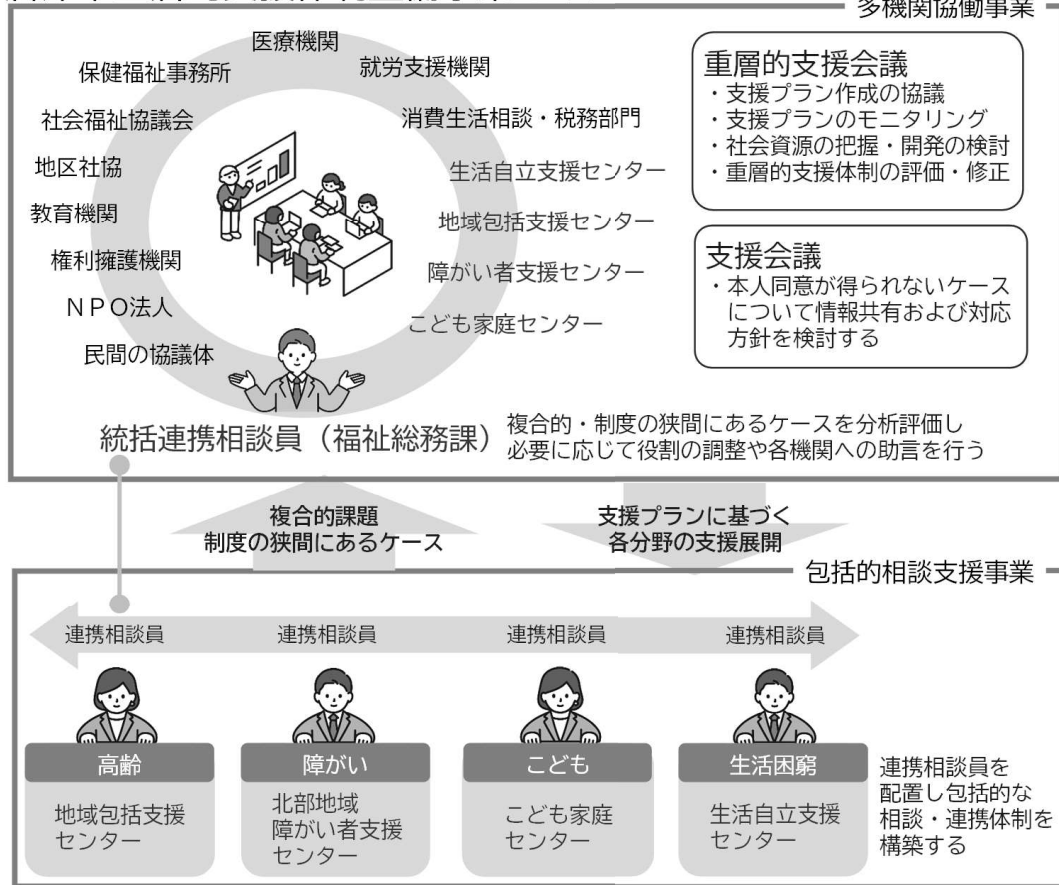 多機関協働事業
医療機関
保健福祉事務所
就労支援機関
社会福祉協議会
消費生活相談・税務部門
地区社協
生活自立支援センター
教育機関
地域包括支援センター
権利擁護機関
障がい者支援センター
NPO法人
こども家庭センター
民間の協議体
重層的支援会議
・支援プラン作成の協議
・支援プランのモニタリング
・社会資源の把握・開発の検討
・重層的支援体制の評価・修正
支援会議
・本人同意が得られないケース
について情報共有および対応
方針を検討する
統括連携相談員（福祉総務課）
複合的・制度の狭間にあるケースを分析評価し
必要に応じて役割の調整や各機関への助言を行う
複合的課題
制度の狭間にあるケース
支援プランに基づく
各分野の支援展開
包括的相談支援事業
連携相談員
連携相談員
連携相談員
連携相談員
高齢
地域包括支援
センター
障がい
北部地域
障がい者支援
センター
こども
こども家庭
センター
生活困窮
生活自立支援
センター
連携相談員を
配置し包括的な
相談・連携体制を
構築する